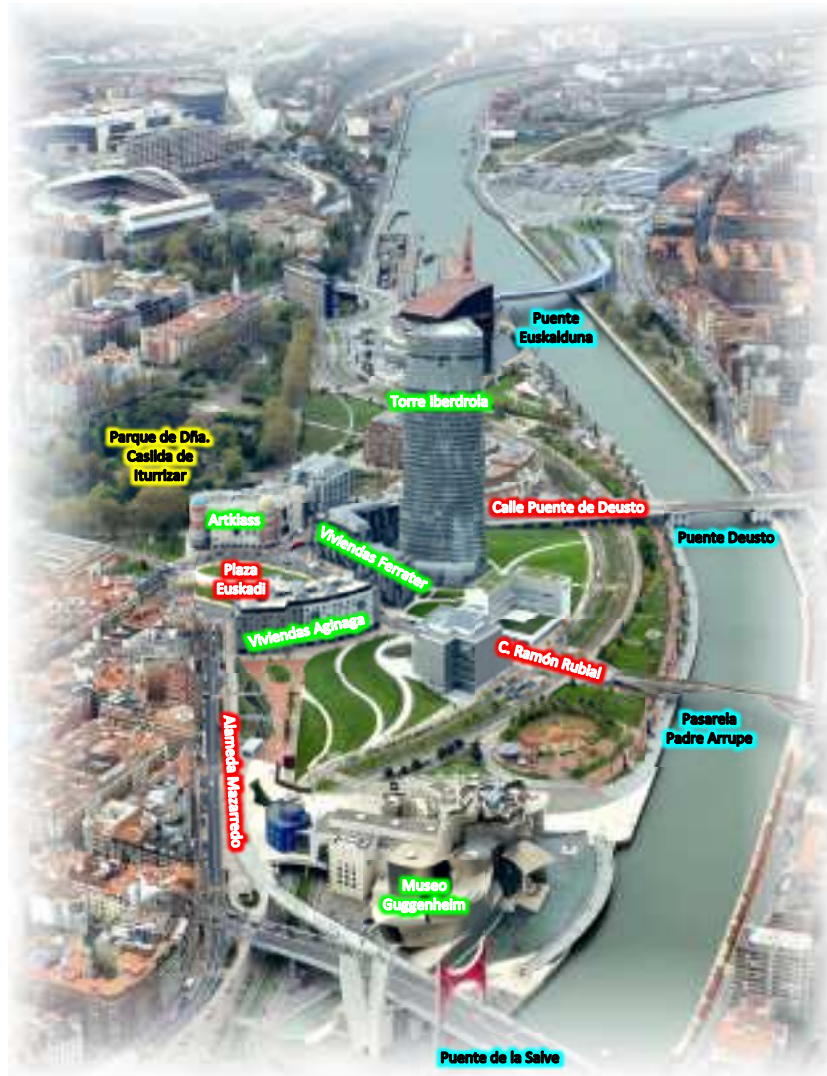 Puente
Euskalduna
Torre Iberdrola
Parque de Dña.
Casilda de
Iturrizar
Calle Puente de Deusto
Artklass
Puente Deusto
Viviendas Ferrater
Plaza
Euskadi
Viviendas Aginaga
C. Ramón Rubial
Pasarela
Padre Arrupe
Alameda Mazarredo
Museo
Guggenheim
Puente de la Salve